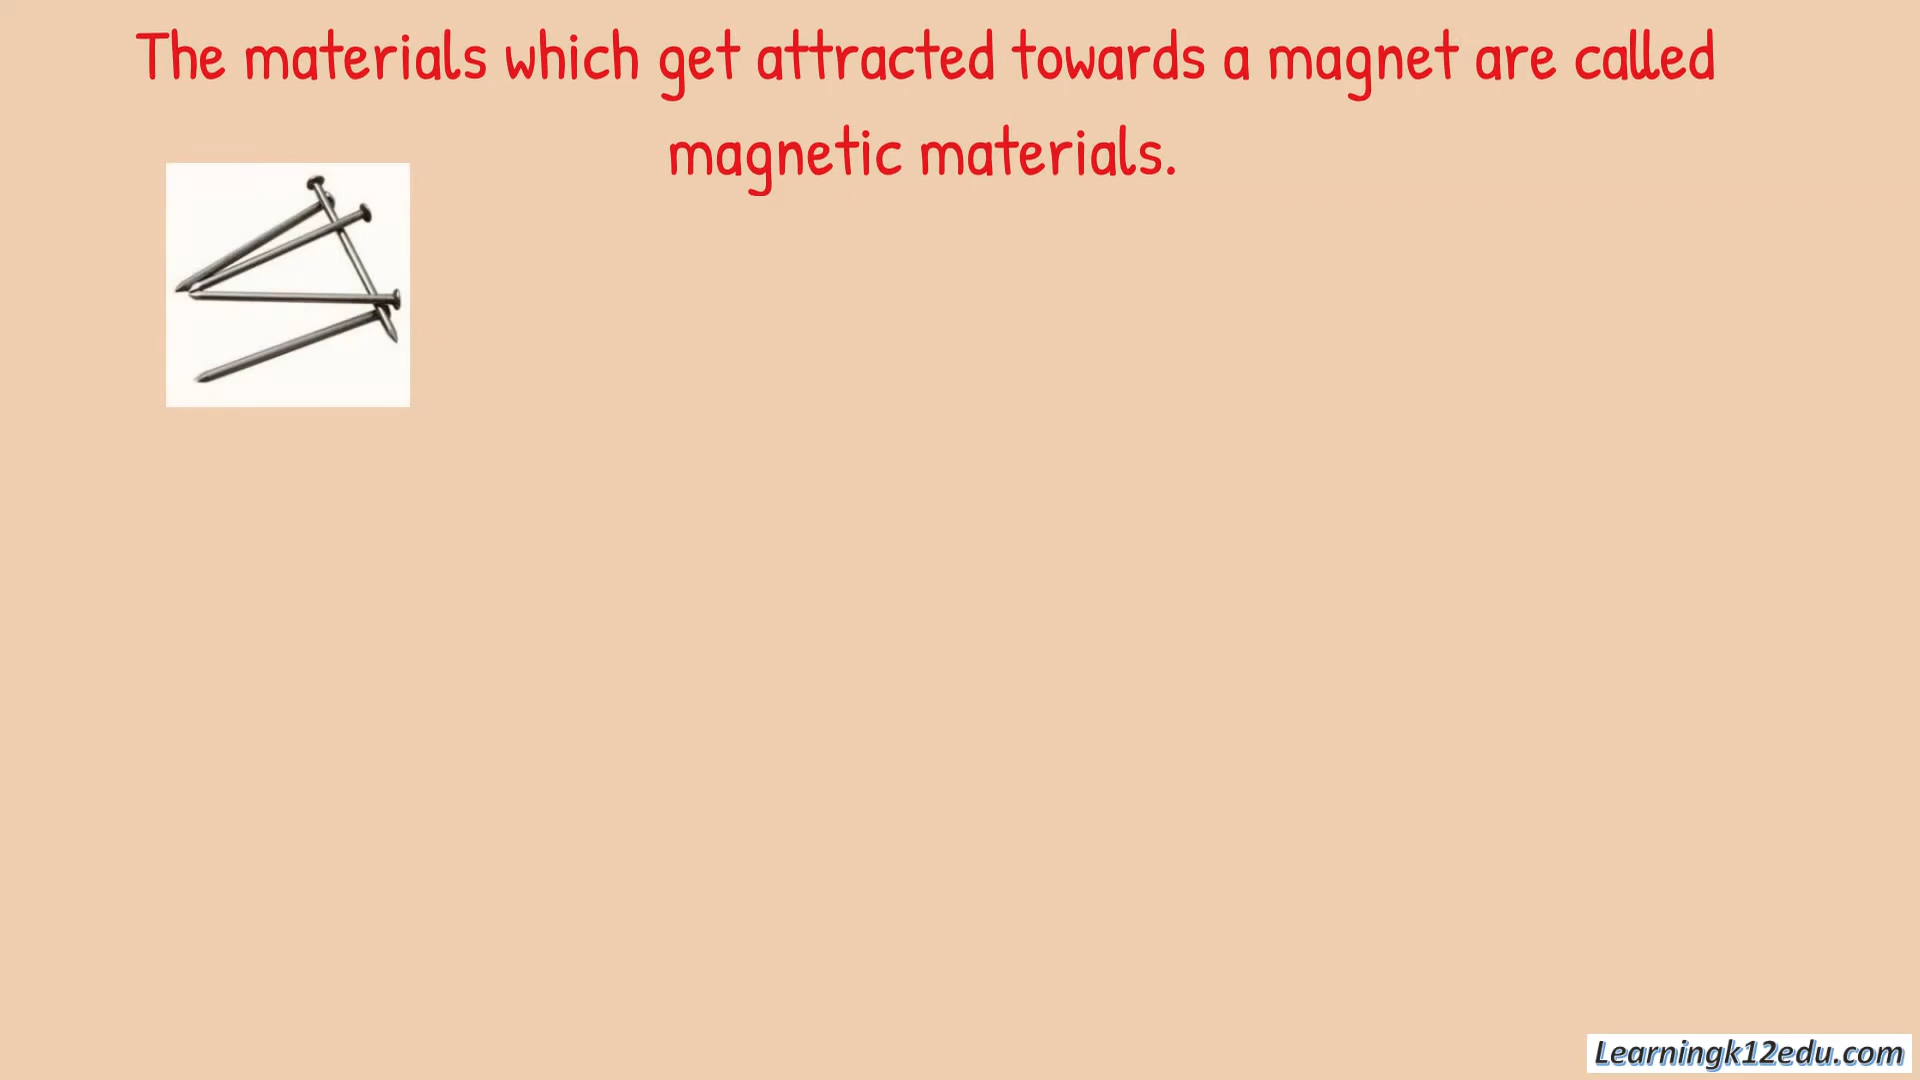 The materials which get attracted towards a magnet are called
magnetic materials.
Learningk12edu.com